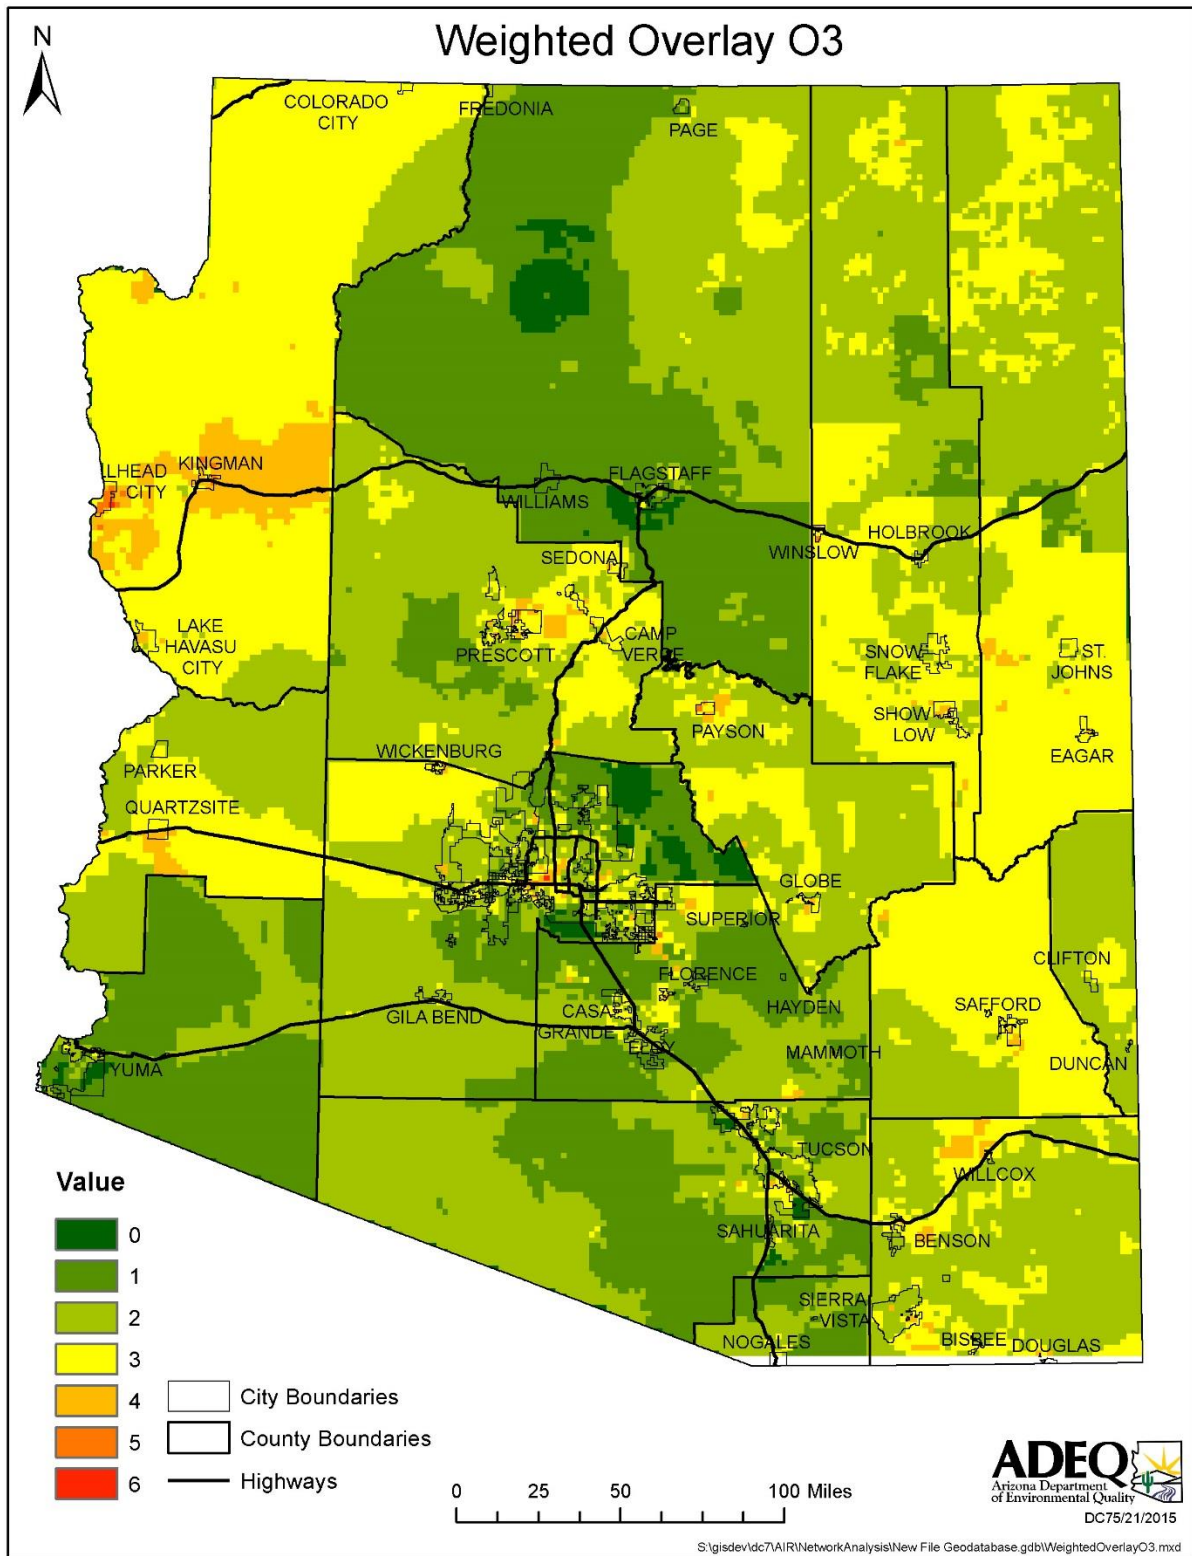 Weighted Overlay O3
N
COLORADO
CITY
FREDONIA
PAGE
LLHEAD
CITY
KINGMAN
WILLIAMS
FLAGSTAFF
WINSLOW
HOLBROOK
SEDONA
LAKE
HAVASU
CITY
PRESCOTT
CAMP
VERDE
SNOW
FLAKE
ST.
JOHNS
SHOW
LOW
PAYSON
EAGAR
WICKENBURG
PARKER
QUARTZSITE
GLOBE
SUPERIOR
FLORENCE
HAYDEN
CLIFTON
SAFFORD
GILA BEND
CASA
GRANDE
ELOY
MAMMOTH
DUNCAN
YUMA
TUCSON
WILLCOX
SAHUARITA
BENSON
SIERRA
VISTA
NOGALES
BISBEE
DOUGLAS
Value
0
1
2
3
4
5
6
City Boundaries
County Boundaries
Highways
0 25 50 100 Miles
ADEQ
Arizona Department
of Environmental Quality
DC75/21/2015
S:\gisdev\dc7\AIR\NetworkAnalysis\New File Geodatabase.gdb\WeightedOverlayO3.mxd